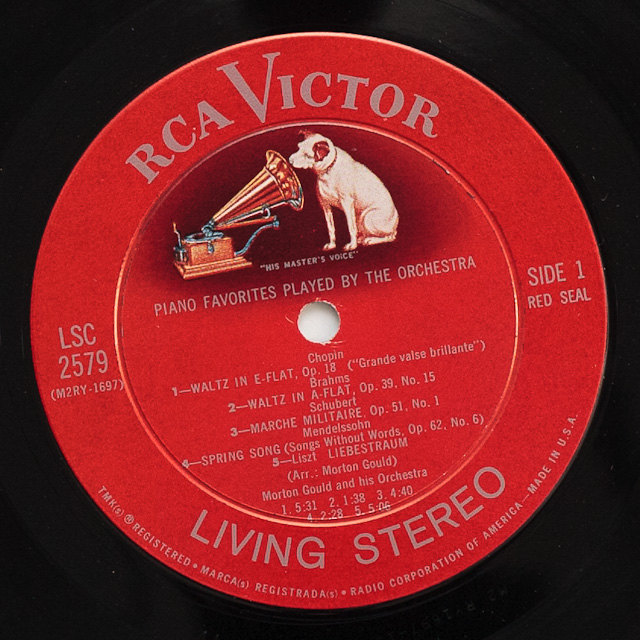 RCA VICTOR
"HIS MASTER'S VOICE"
PIANO FAVORITES PLAYED BY THE ORCHESTRA
SIDE 1
RED SEAL
LSC
2579
(M2RY-1697)
Chopin
1—WALTZ IN E-FLAT, Op. 18 ("Grande valse brillante")
Brahms
2—WALTZ IN A-FLAT, Op. 39, No. 15
Schubert
3—MARCHE MILITAIRE, Op. 51, No. 1
Mendelssohn
4—SPRING SONG (Songs Without Words, Op. 62, No. 6)
5—Liszt LIEBESTRAUM
(Arr.: Morton Gould)
Morton Gould and his Orchestra
1. 5:31 2. 1:38 3. 4:40
4. 2:28 5. 5:06
LIVING STEREO
TMK(s) ® REGISTERED • MARCA(s) REGISTRADA(s) • RADIO CORPORATION OF AMERICA—MADE IN U.S.A.